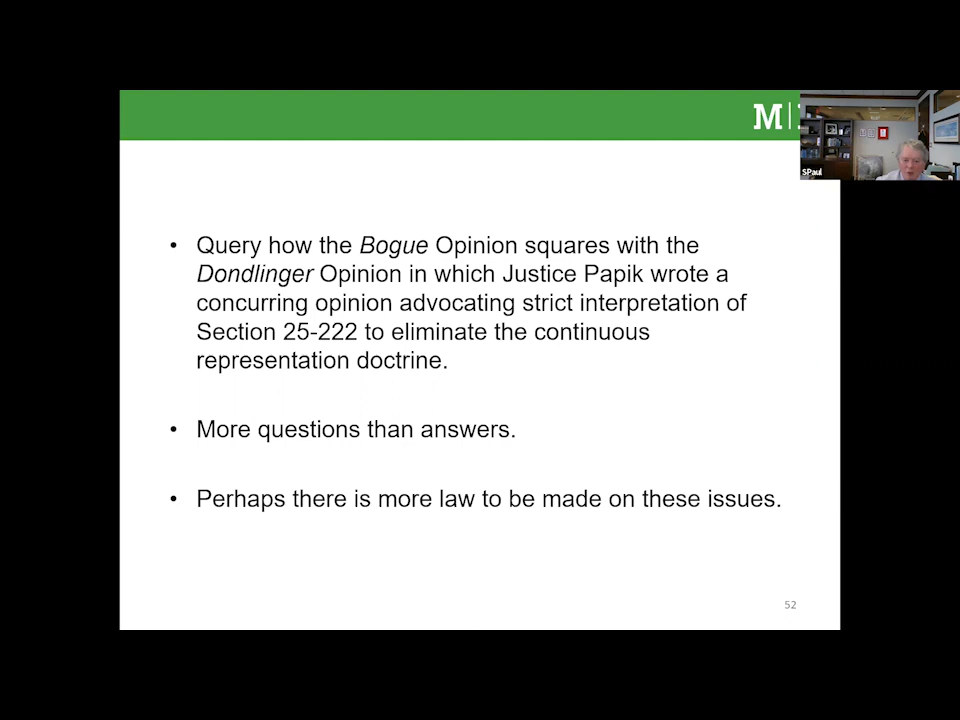 M|
SPaul
• Query how the Bogue Opinion squares with the
Dondlinger Opinion in which Justice Papik wrote a
concurring opinion advocating strict interpretation of
Section 25-222 to eliminate the continuous
representation doctrine.
• More questions than answers.
• Perhaps there is more law to be made on these issues.
52